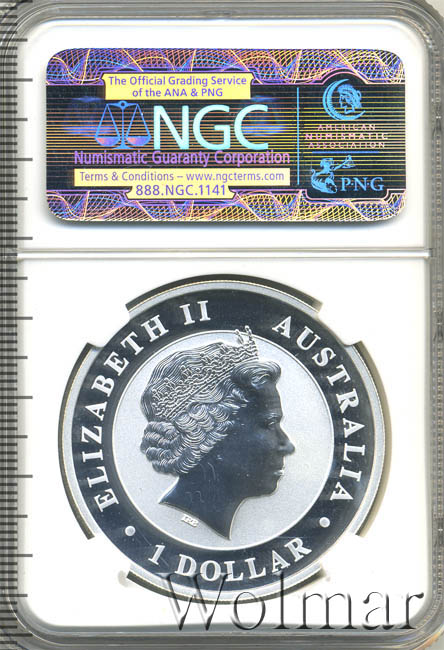 The Official Grading Service
of the ANA & PNG
NGC
Numismatic Guaranty Corporation
Terms & Conditions – www.ngcterms.com
888.NGC.1141
AMERICAN
NUMISMATIC
ASSOCIATION
PNG
ELIZABETH II AUSTRALIA
IRB
• 1 DOLLAR •
Wolmar